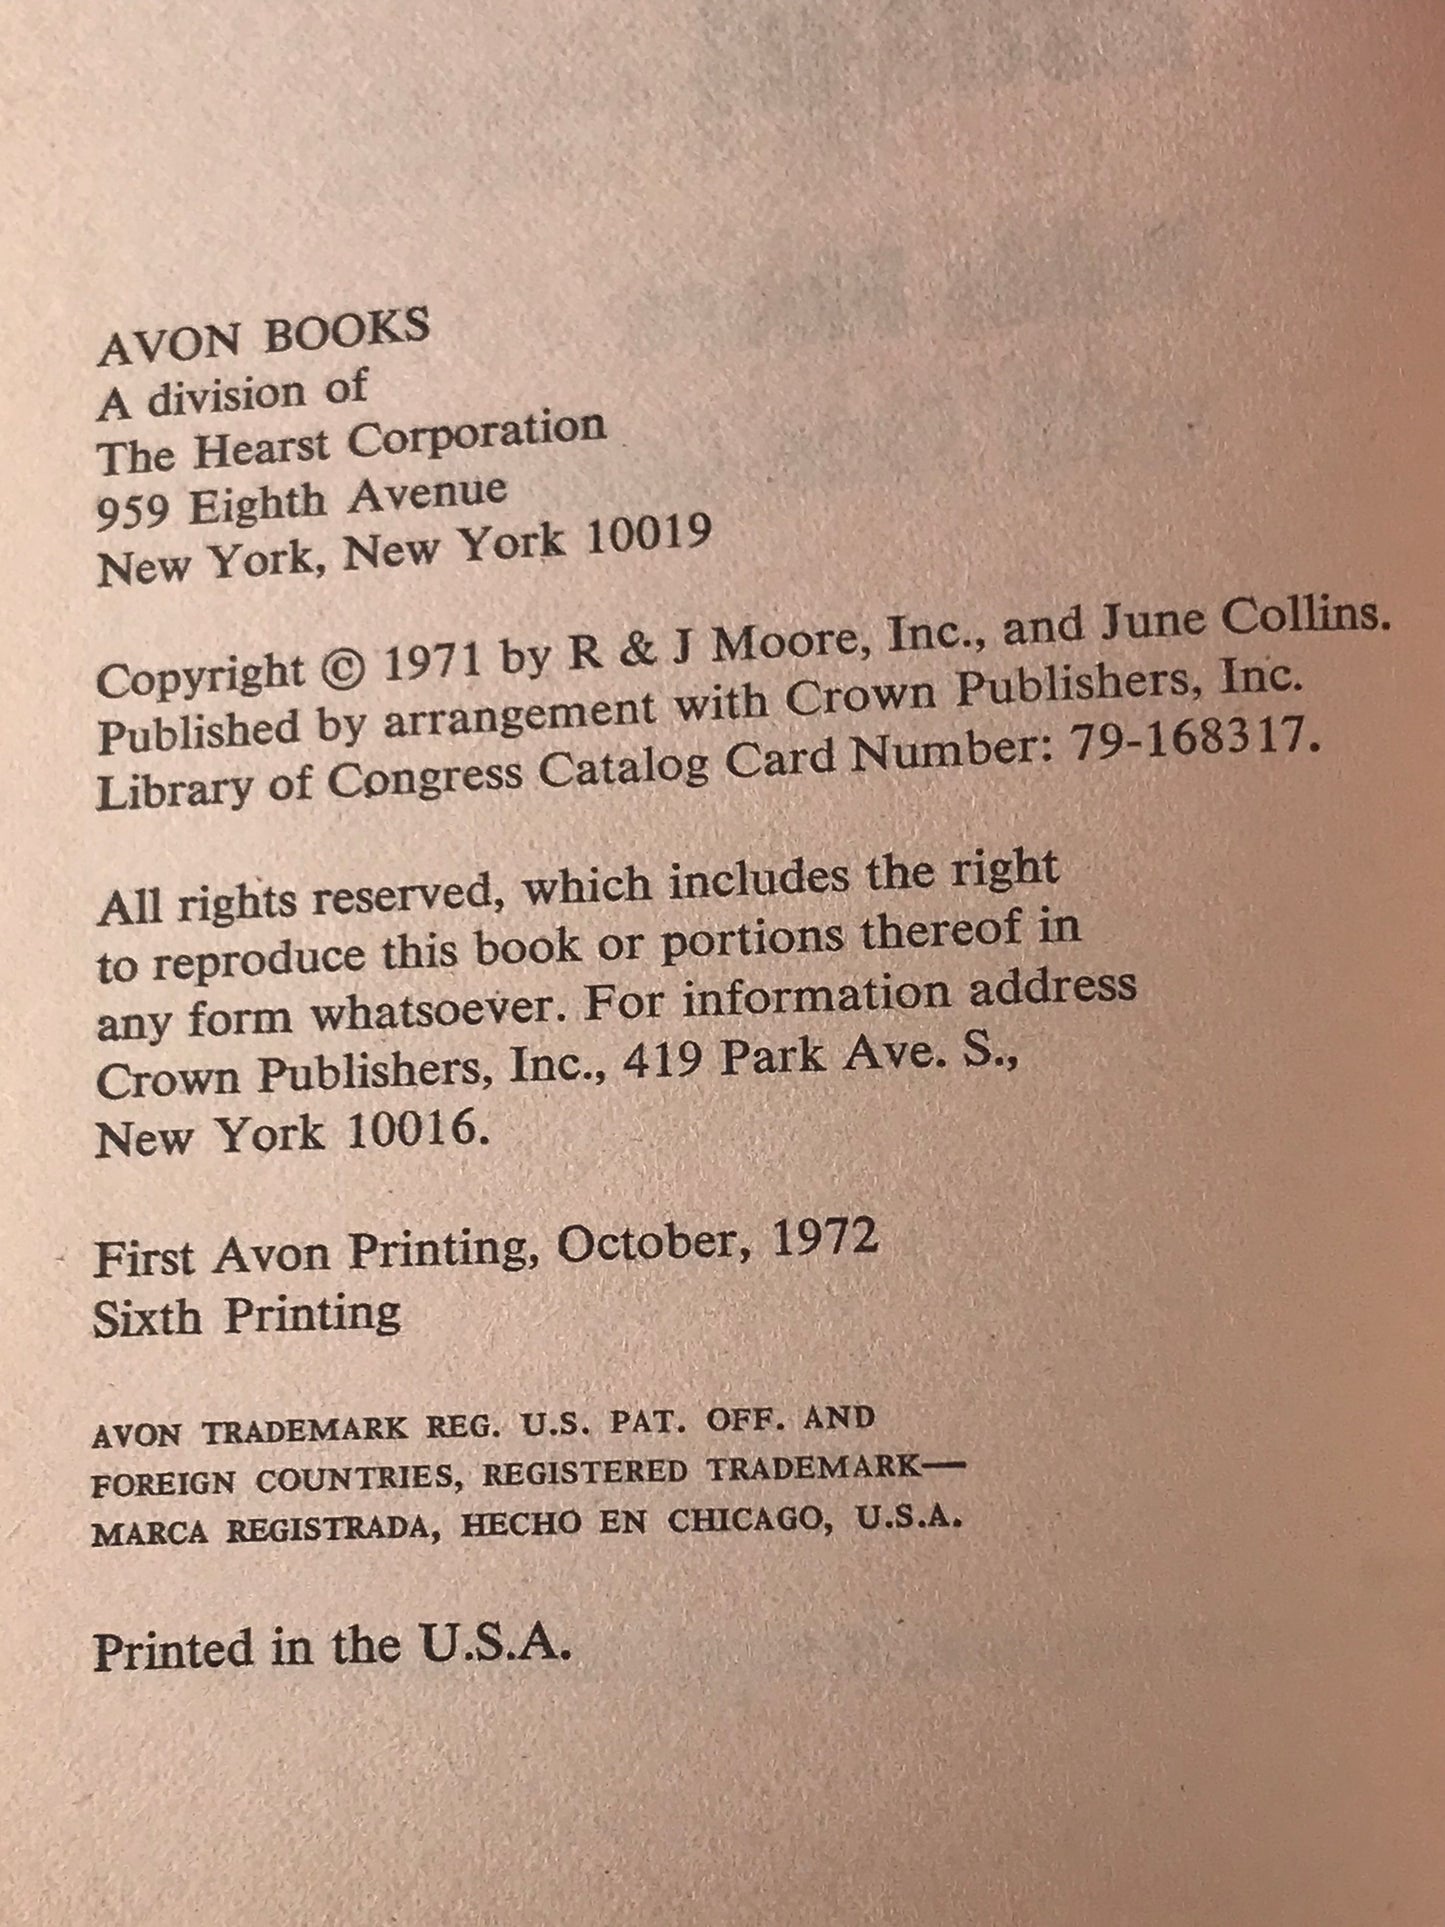 AVON BOOKS
A division of
The Hearst Corporation
959 Eighth Avenue
New York, New York 10019
Copyright © 1971 by R & J Moore, Inc., and June Collins.
Published by arrangement with Crown Publishers, Inc.
Library of Congress Catalog Card Number: 79-168317.
All rights reserved, which includes the right
to reproduce this book or portions thereof in
any form whatsoever. For information address
Crown Publishers, Inc., 419 Park Ave. S.,
New York 10016.
First Avon Printing, October, 1972
Sixth Printing
AVON TRADEMARK REG. U.S. PAT. OFF. AND
FOREIGN COUNTRIES, REGISTERED TRADEMARK—
MARCA REGISTRADA, HECHO EN CHICAGO, U.S.A.
Printed in the U.S.A.